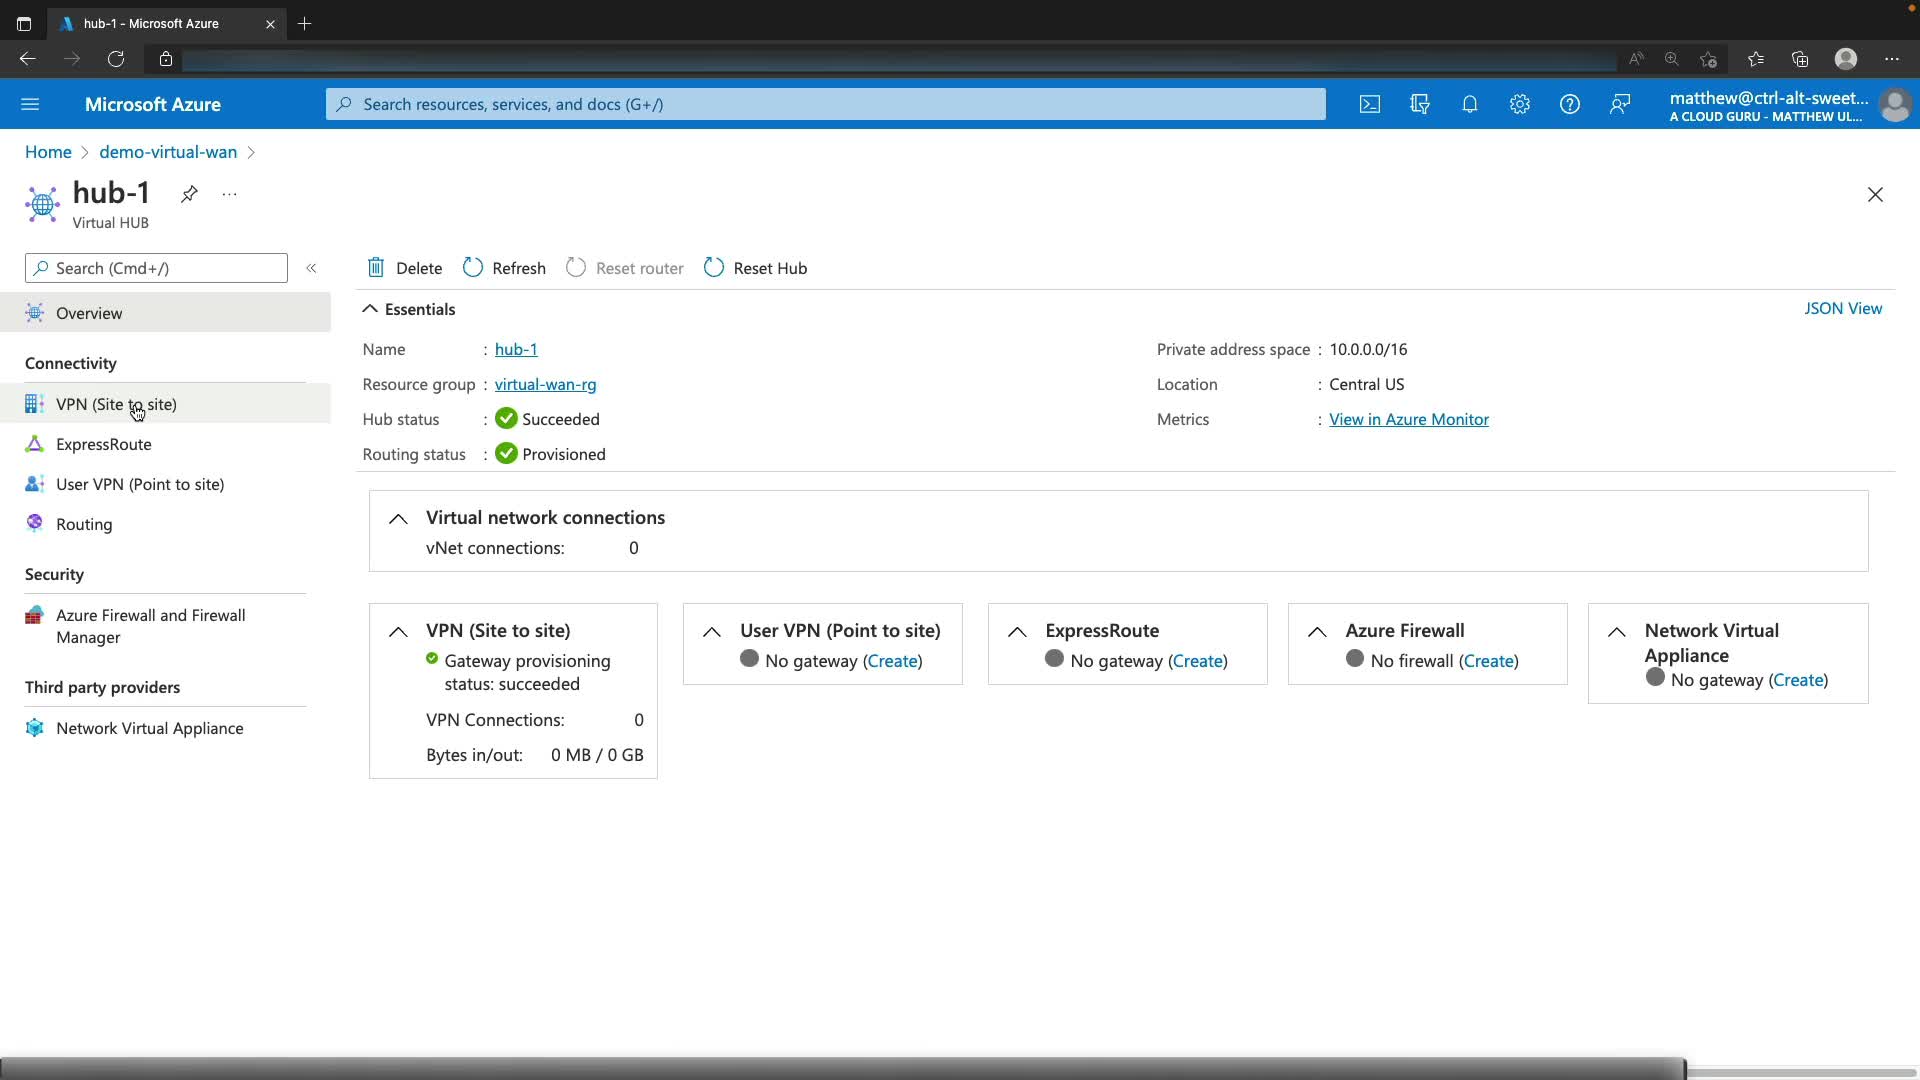 hub-1 - Microsoft Azure
Microsoft Azure
Search resources, services, and docs (G+/)
matthew@ctrl-alt-sweet...
A CLOUD GURU - MATTHEW UL...
Home > demo-virtual-wan >
hub-1
...
Virtual HUB
Search (Cmd+/)
«
Delete
Refresh
Reset router
Reset Hub
Overview
Connectivity
VPN (Site to site)
ExpressRoute
User VPN (Point to site)
Routing
Security
Azure Firewall and Firewall
Manager
Third party providers
Network Virtual Appliance
Essentials
JSON View
Name : hub-1
Resource group : virtual-wan-rg
Hub status : Succeeded
Routing status : Provisioned
Private address space : 10.0.0.0/16
Location : Central US
Metrics : View in Azure Monitor
Virtual network connections
vNet connections: 0
VPN (Site to site)
Gateway provisioning
status: succeeded
VPN Connections: 0
Bytes in/out: 0 MB / 0 GB
User VPN (Point to site)
No gateway (Create)
ExpressRoute
No gateway (Create)
Azure Firewall
No firewall (Create)
Network Virtual
Appliance
No gateway (Create)